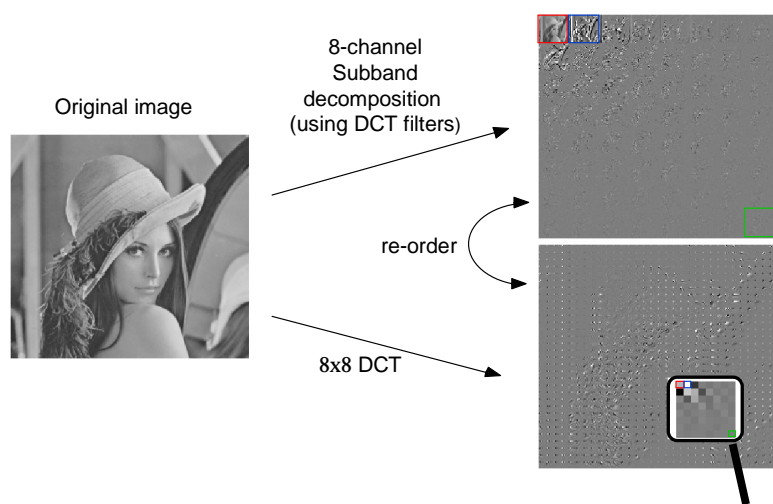 8-channel
Subband
decomposition
(using DCT filters)
Original image
re-order
8x8 DCT